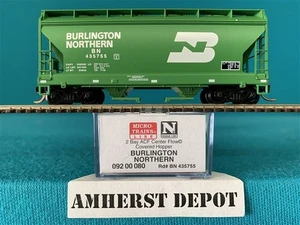 BURLINGTON
NORTHERN
BN
435755
BN
MICRO-
TRAINS
LINE
N
2 Bay ACF Center Flow©
Covered Hopper
BURLINGTON
NORTHERN
092 00 080
Rd# BN 435755
AMHERST DEPOT